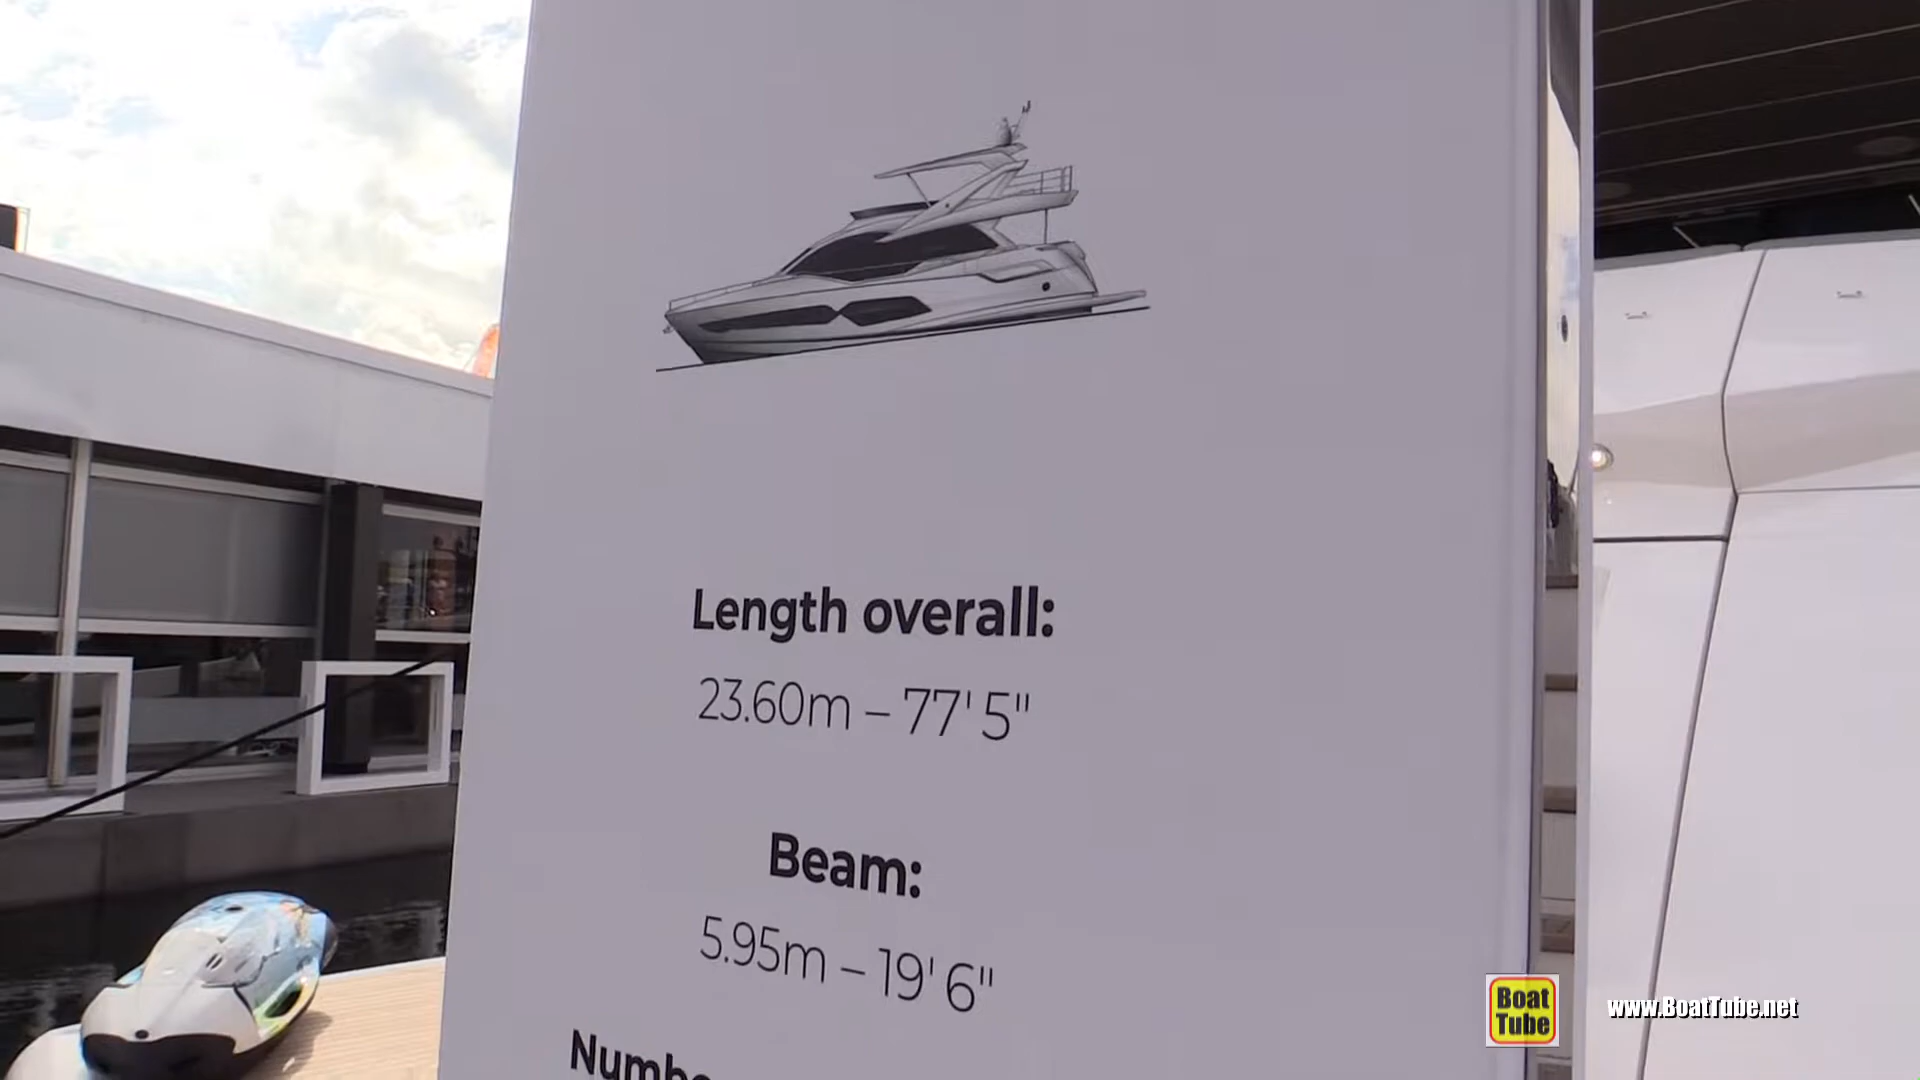 Length overall:
23.60m – 77' 5"
Beam:
5.95m – 19' 6"
Boat
Tube
www.BoatTube.net